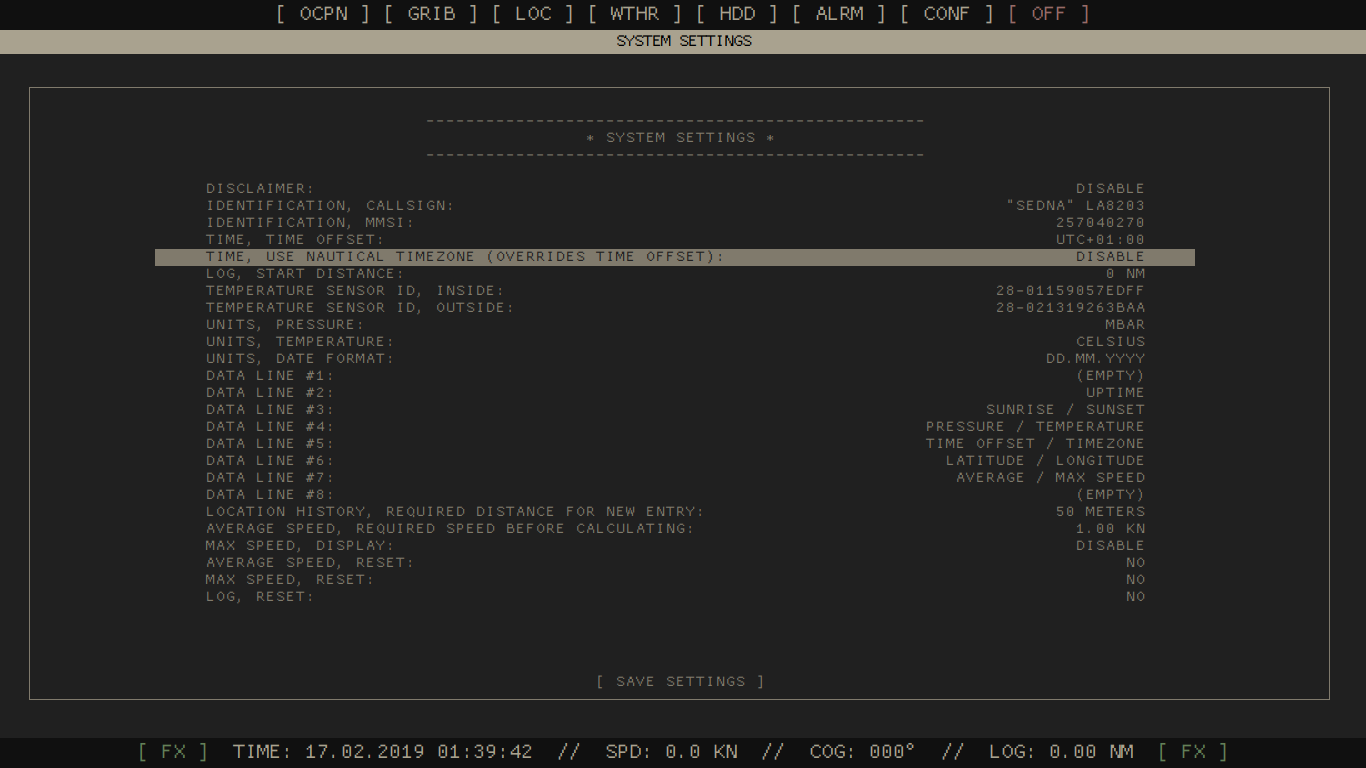 [ OCPN ] [ GRIB ] [ LOC ] [ WTHR ] [ HDD ] [ ALRM ] [ CONF ] [ OFF ]
SYSTEM SETTINGS
--------------------------------------------------
* SYSTEM SETTINGS *
--------------------------------------------------
DISCLAIMER: DISABLE
IDENTIFICATION, CALLSIGN: "SEDNA" LA8203
IDENTIFICATION, MMSI: 257040270
TIME, TIME OFFSET: UTC+01:00
TIME, USE NAUTICAL TIMEZONE (OVERRIDES TIME OFFSET): DISABLE
LOG, START DISTANCE: 0 NM
TEMPERATURE SENSOR ID, INSIDE: 28-01159057EDFF
TEMPERATURE SENSOR ID, OUTSIDE: 28-021319263BAA
UNITS, PRESSURE: MBAR
UNITS, TEMPERATURE: CELSIUS
UNITS, DATE FORMAT: DD.MM.YYYY
DATA LINE #1: (EMPTY)
DATA LINE #2: UPTIME
DATA LINE #3: SUNRISE / SUNSET
DATA LINE #4: PRESSURE / TEMPERATURE
DATA LINE #5: TIME OFFSET / TIMEZONE
DATA LINE #6: LATITUDE / LONGITUDE
DATA LINE #7: AVERAGE / MAX SPEED
DATA LINE #8: (EMPTY)
LOCATION HISTORY, REQUIRED DISTANCE FOR NEW ENTRY: 50 METERS
AVERAGE SPEED, REQUIRED SPEED BEFORE CALCULATING: 1.00 KN
MAX SPEED, DISPLAY: DISABLE
AVERAGE SPEED, RESET: NO
MAX SPEED, RESET: NO
LOG, RESET: NO
[ SAVE SETTINGS ]
[ FX ] TIME: 17.02.2019 01:39:42 // SPD: 0.0 KN // COG: 000° // LOG: 0.00 NM [ FX ]